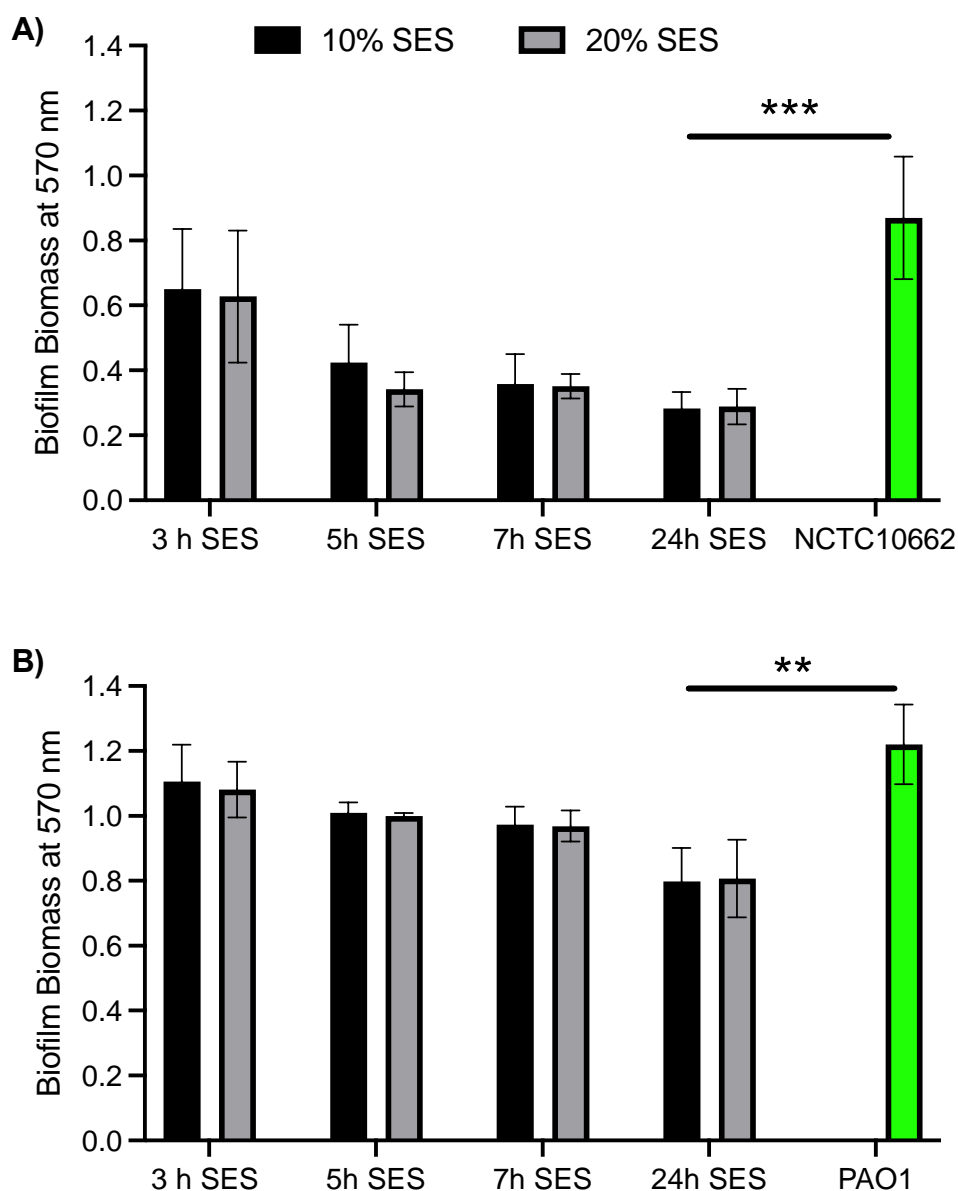 A)
10% SES 20% SES
Biofilm Biomass at 570 nm
1.4
1.2
1.0
0.8
0.6
0.4
0.2
0.0
***
3 h SES 5h SES 7h SES 24h SES NCTC10662
B)
Biofilm Biomass at 570 nm
1.4
1.2
1.0
0.8
0.6
0.4
0.2
0.0
**
3 h SES 5h SES 7h SES 24h SES PAO1